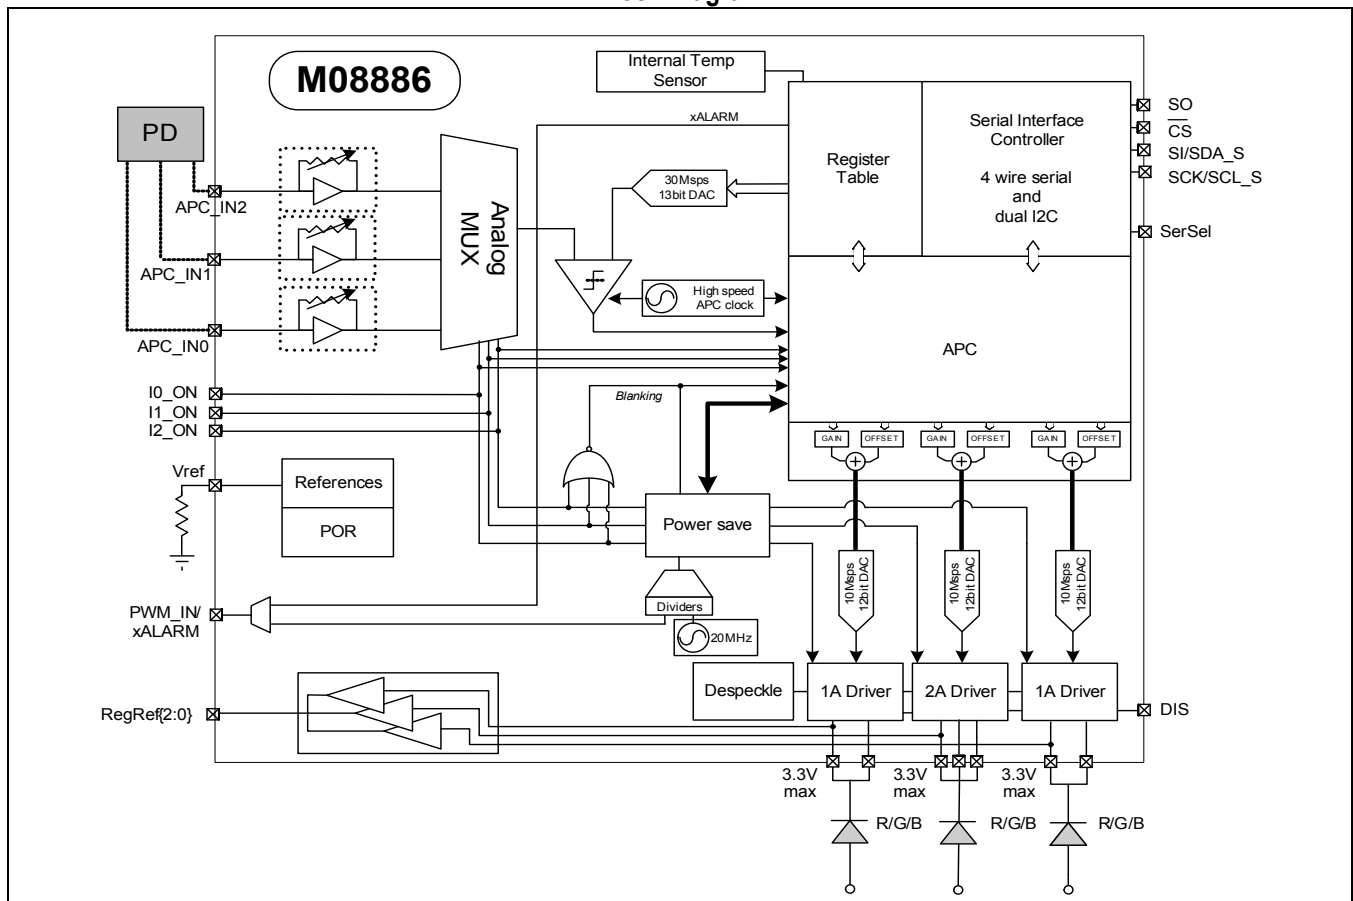 M08886
Internal Temp
Sensor
PD
xALARM
Register
Table
Serial Interface
Controller
4 wire serial
and
dual I2C
SO
CS
SI/SDA_S
SCK/SCL_S
SerSel
30Msps
13bit DAC
Analog
MUX
APC_IN2
APC_IN1
APC_IN0
High speed
APC clock
APC
I0_ON
I1_ON
I2_ON
Blanking
GAIN
OFFSET
GAIN
OFFSET
GAIN
OFFSET
Vref
References
POR
Power save
10Msps
12bit DAC
10Msps
12bit DAC
10Msps
12bit DAC
PWM_IN/
xALARM
Dividers
20MHz
Despeckle
1A Driver
2A Driver
1A Driver
RegRef{2:0}
DIS
3.3V
max
3.3V
max
3.3V
max
R/G/B
R/G/B
R/G/B